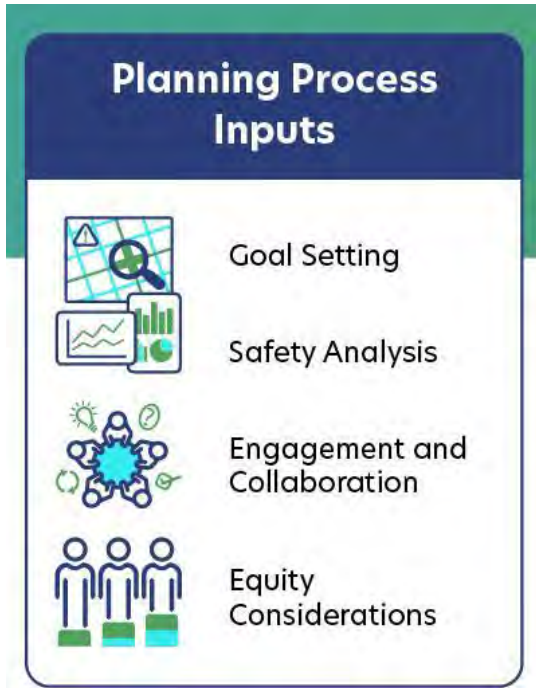 Planning Process
Inputs
Goal Setting
Safety Analysis
Engagement and
Collaboration
Equity
Considerations